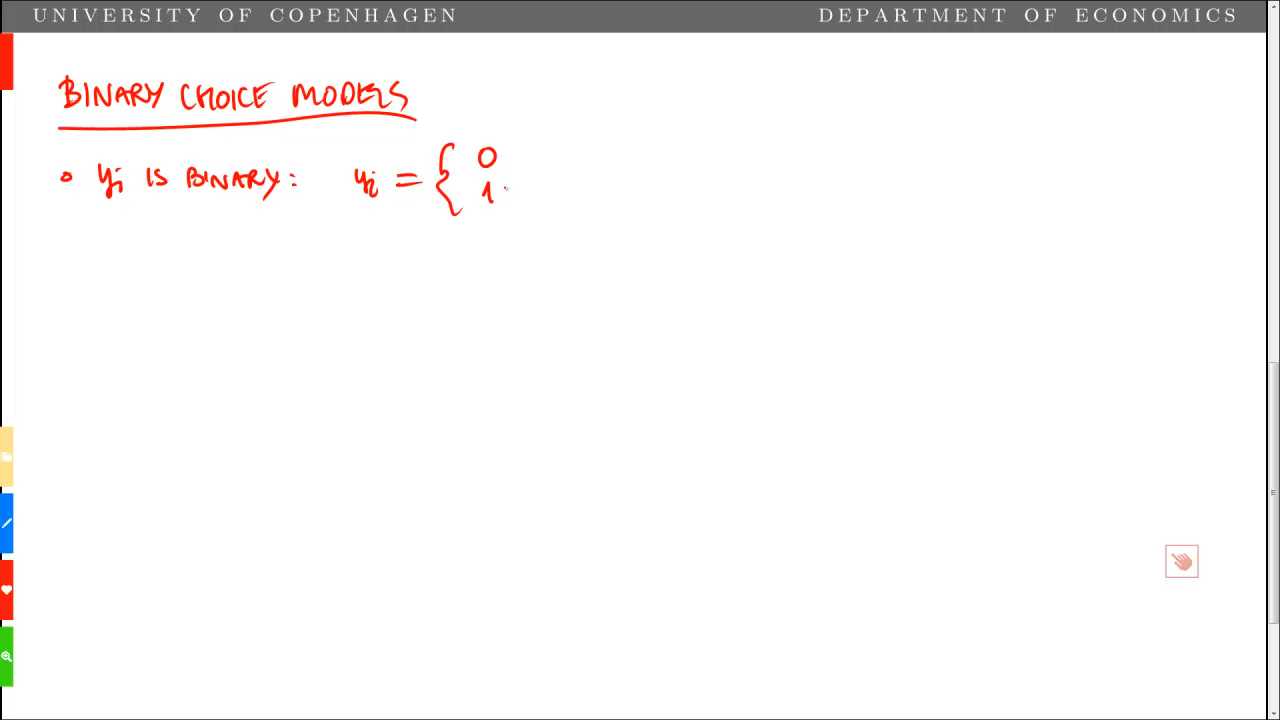 UNIVERSITY OF COPENHAGEN DEPARTMENT OF ECONOMICS
BINARY CHOICE MODELS
• yi IS BINARY: yi = { 0
1